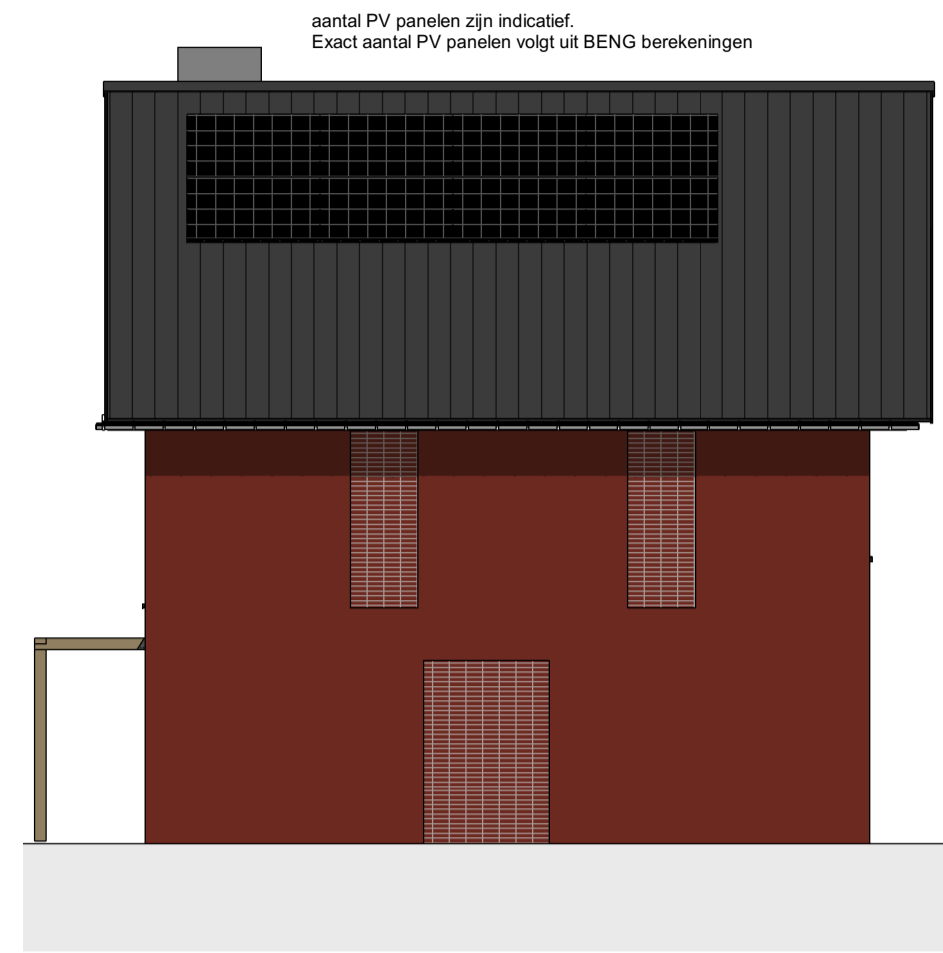 aantal PV panelen zijn indicatief.
Exact aantal PV panelen volgt uit BENG berekeningen